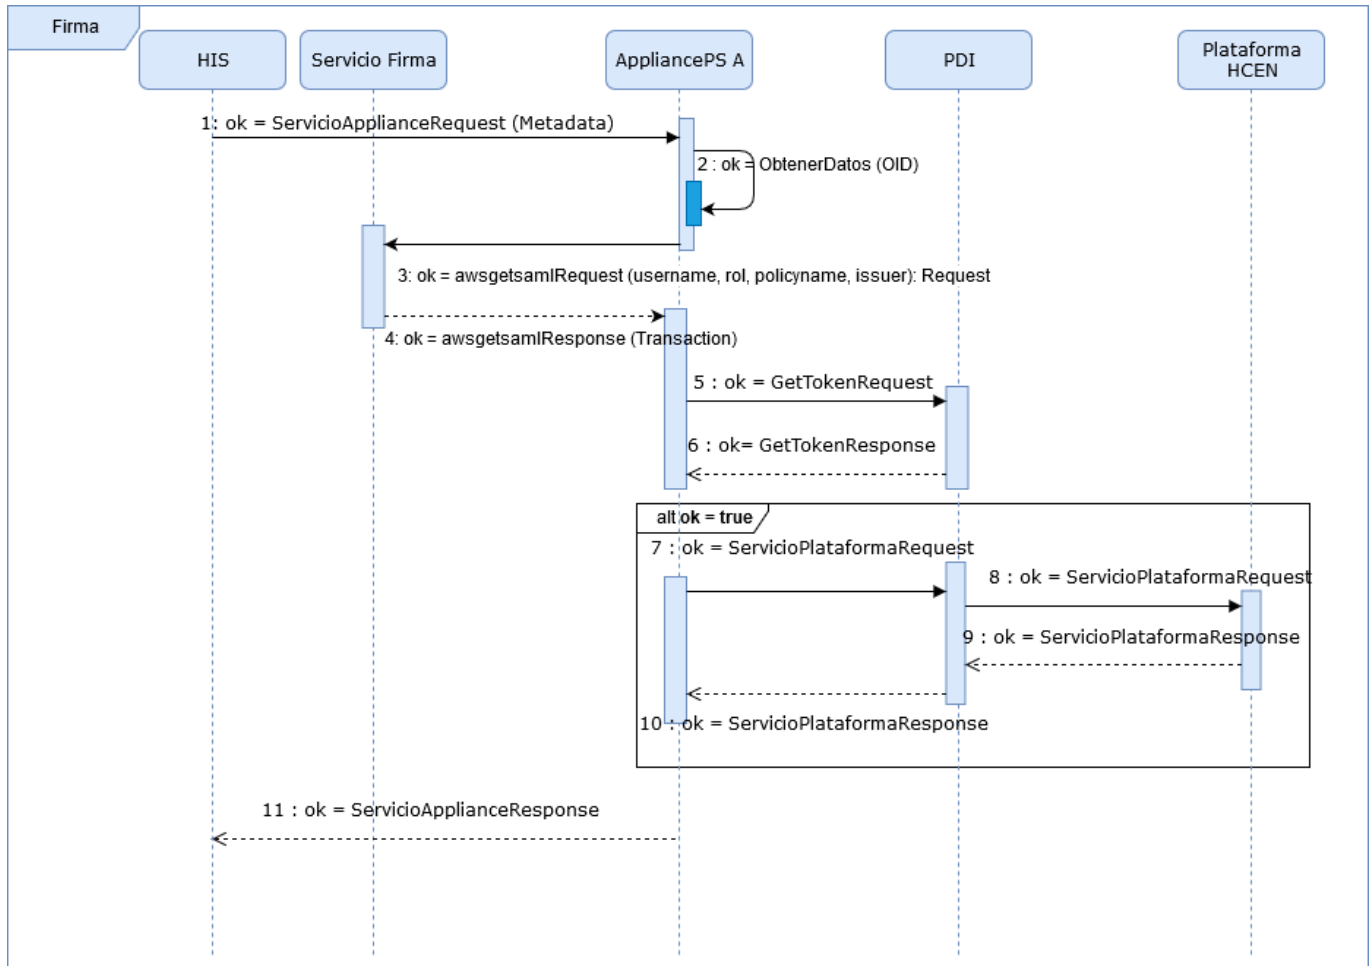 Firma
HIS
Servicio Firma
AppliancePS A
PDI
Plataforma
HCEN
1: ok = ServicioApplianceRequest (Metadata)
2 : ok = ObtenerDatos (OID)
3: ok = awsgetsamlRequest (username, rol, policyname, issuer): Request
4: ok = awsgetsamlResponse (Transaction)
5 : ok = GetTokenRequest
6 : ok= GetTokenResponse
alt ok = true
7 : ok = ServicioPlataformaRequest
8 : ok = ServicioPlataformaRequest
9 : ok = ServicioPlataformaResponse
10 : ok = ServicioPlataformaResponse
11 : ok = ServicioApplianceResponse